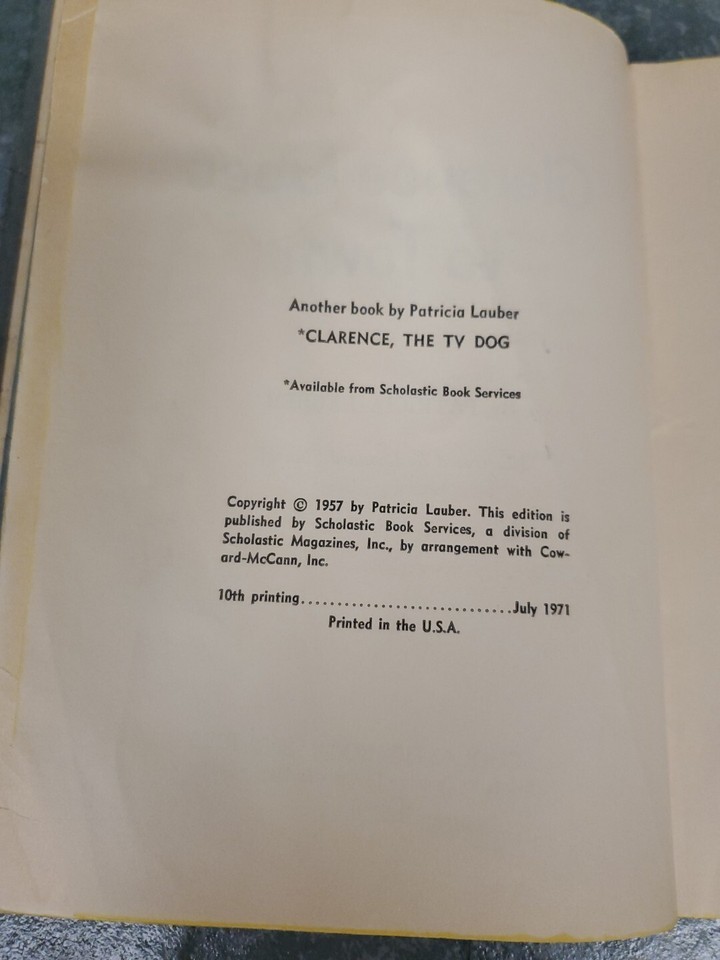 Another book by Patricia Lauber
*CLARENCE, THE TV DOG
*Available from Scholastic Book Services
Copyright © 1957 by Patricia Lauber. This edition is
published by Scholastic Book Services, a division of
Scholastic Magazines, Inc., by arrangement with Cow-
ard-McCann, Inc.
10th printing.............................July 1971
Printed in the U.S.A.